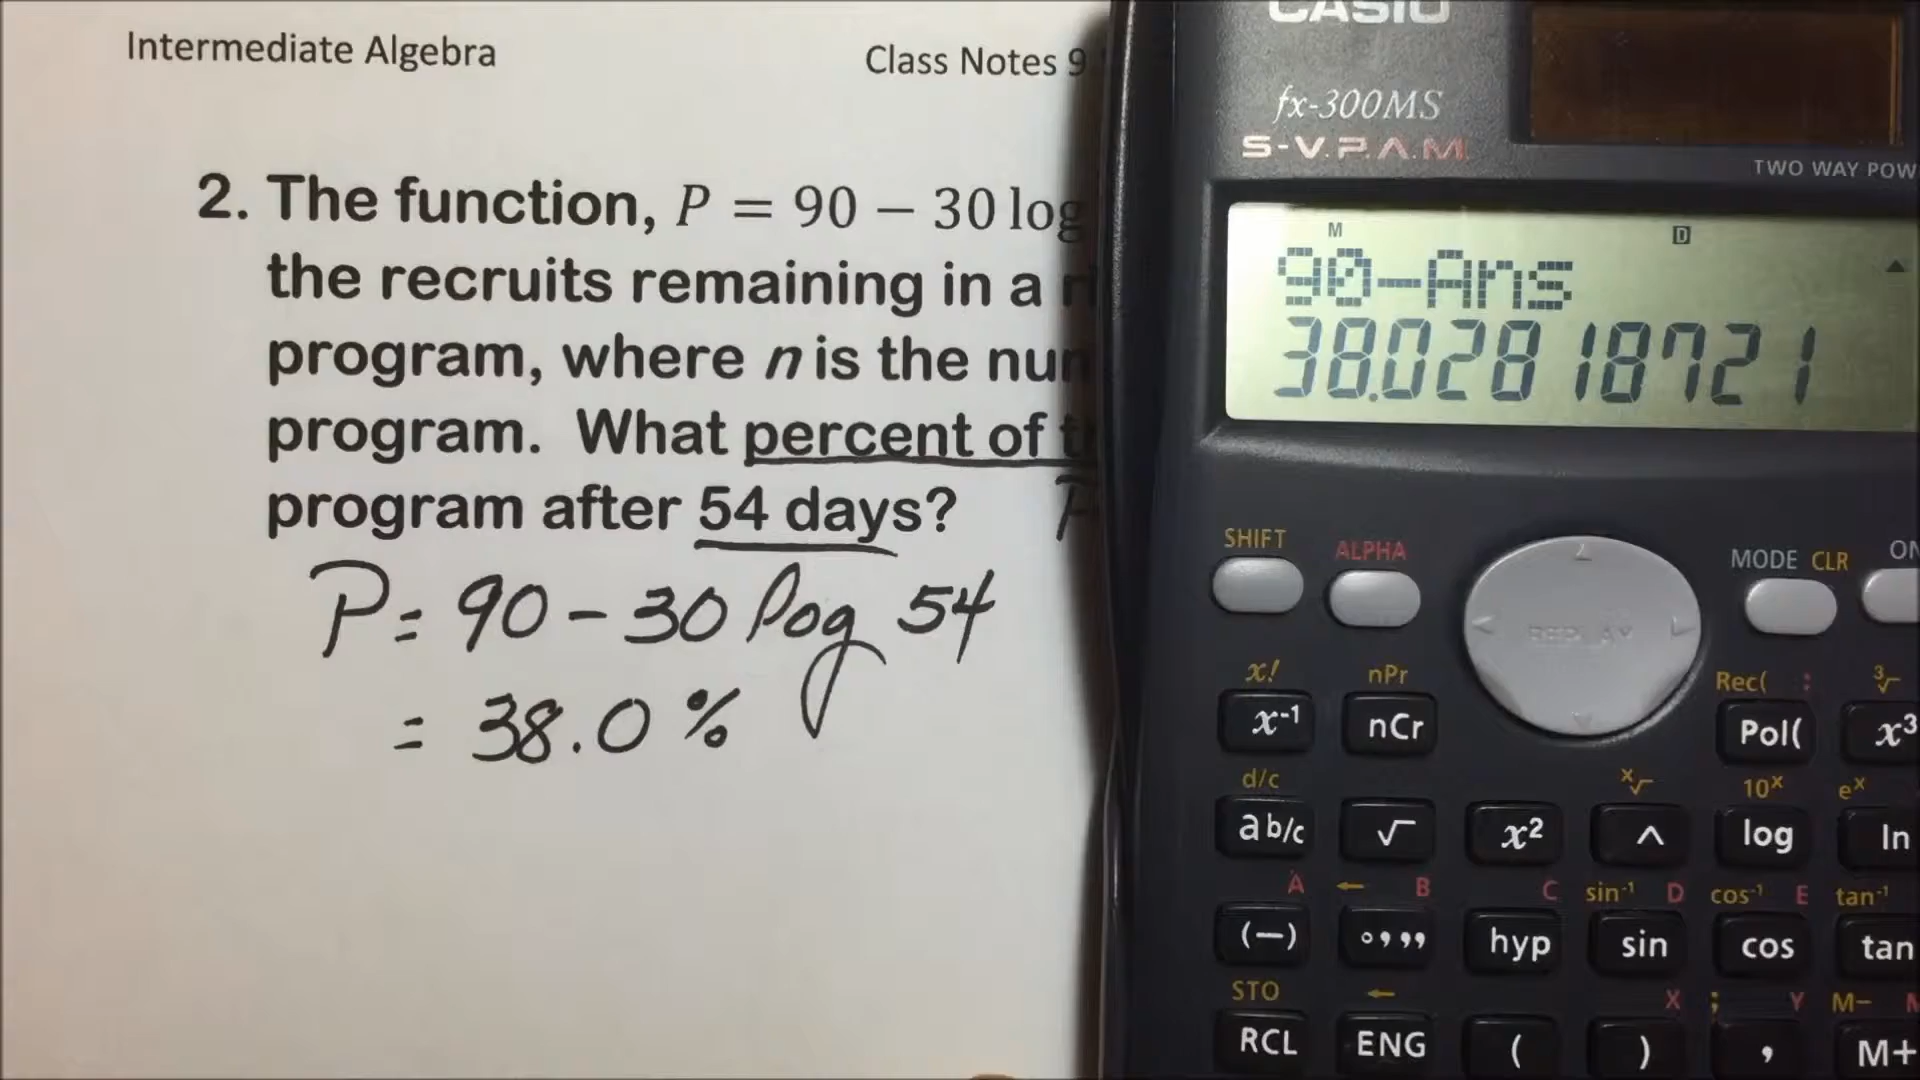 Intermediate Algebra
Class Notes 9
2. The function, P = 90 − 30 log
the recruits remaining in a
program, where n is the
program. What percent of
program after 54 days?
P = 90 - 30 log 54
= 38.0 %
CASIO
fx-300MS
S-V.P.A.M.
TWO WAY
M D
90-Ans
38.02818721
SHIFT ALPHA MODE CLR ON
x! nPr Rec( : ³√
x⁻¹ nCr Pol( x³
d/c ˣ√ 10ˣ eˣ
a b/c √ x² ^ log ln
A ← B C sin⁻¹ D cos⁻¹ E tan⁻¹
(−) °,,, hyp sin cos tan
STO ← X ; Y M−
RCL ENG ( ) , M+
REPLAY